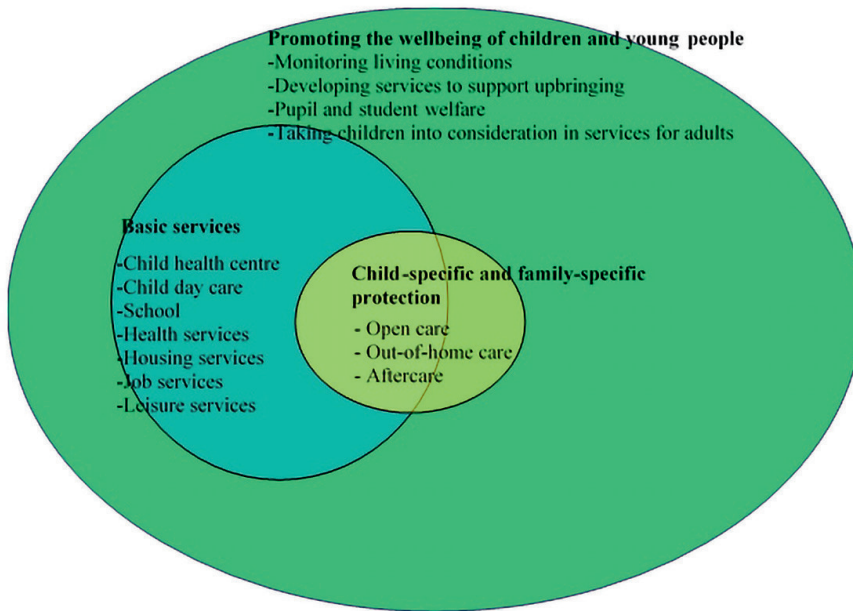 Promoting the wellbeing of children and young people
-Monitoring living conditions
-Developing services to support upbringing
-Pupil and student welfare
-Taking children into consideration in services for adults
Basic services
-Child health centre
-Child day care
-School
-Health services
-Housing services
-Job services
-Leisure services
Child-specific and family-specific
protection
- Open care
- Out-of-home care
- Aftercare